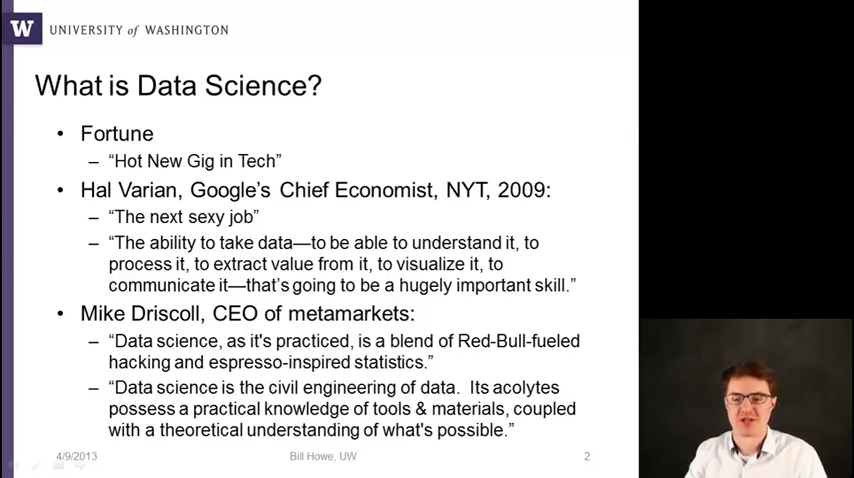 W UNIVERSITY of WASHINGTON
What is Data Science?
• Fortune
– “Hot New Gig in Tech”
• Hal Varian, Google’s Chief Economist, NYT, 2009:
– “The next sexy job”
– “The ability to take data—to be able to understand it, to
process it, to extract value from it, to visualize it, to
communicate it—that’s going to be a hugely important skill.”
• Mike Driscoll, CEO of metamarkets:
– “Data science, as it's practiced, is a blend of Red-Bull-fueled
hacking and espresso-inspired statistics.”
– “Data science is the civil engineering of data.  Its acolytes
possess a practical knowledge of tools & materials, coupled
with a theoretical understanding of what's possible.”
4/9/2013 Bill Howe, UW 2